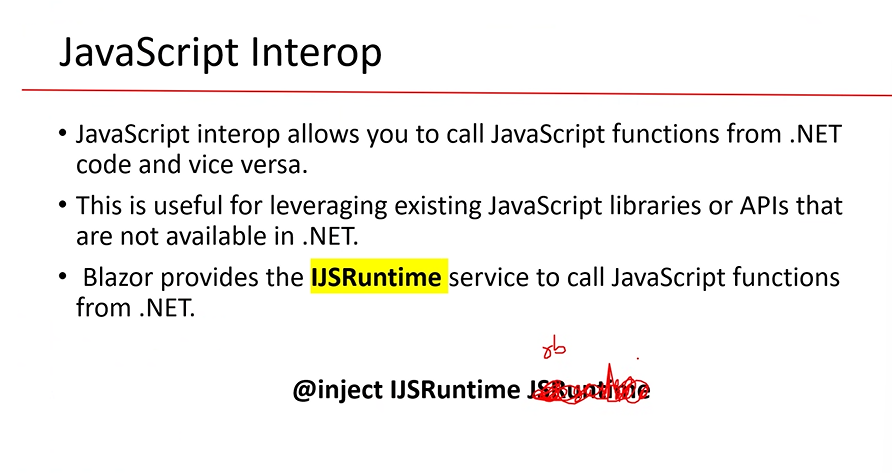 JavaScript Interop
• JavaScript interop allows you to call JavaScript functions from .NET
code and vice versa.
• This is useful for leveraging existing JavaScript libraries or APIs that
are not available in .NET.
• Blazor provides the IJSRuntime service to call JavaScript functions
from .NET.
@inject IJSRuntime JSRuntime